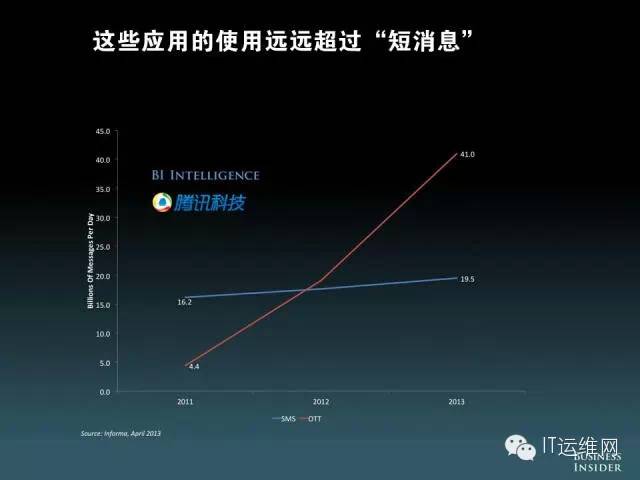 这些应用的使用远远超过“短消息”
45.0
40.0
35.0
30.0
25.0
20.0
15.0
10.0
5.0
0.0
Billions Of Messages Per Day
BI INTELLIGENCE
腾讯科技
41.0
19.5
16.2
4.4
2011 2012 2013
SMS OTT
Source: Informa, April 2013
IT运维网
BUSINESS
INSIDER